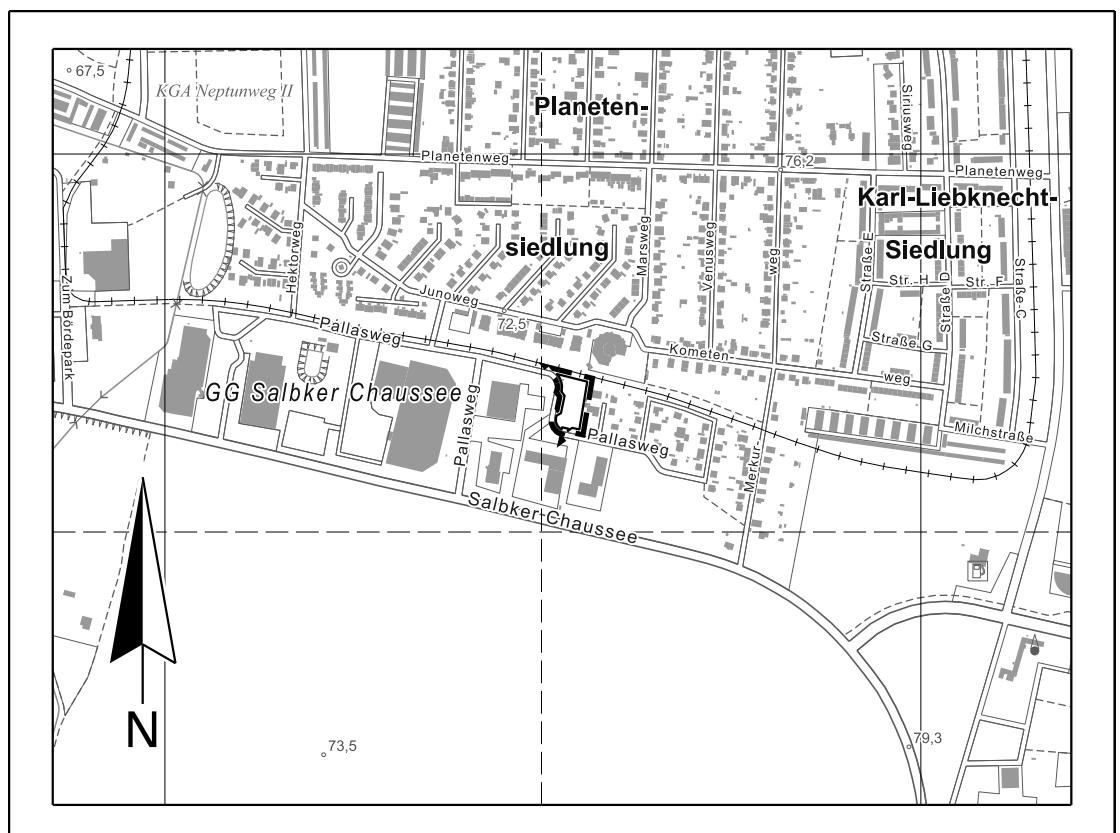 67,5
KGA Neptunweg II
Planeten-
Siriusweg
Planetenweg
76,2
Planetenweg
Karl-Liebknecht-
siedlung
Siedlung
Hektorweg
Marsweg
Venusweg
weg
Straße-E
Str.-H
Straße D
Str.-F
Straße-C
Zum-Bördepark
Junoweg
72,5
Pallasweg
Kometen
Straße-G
weg
GG Salbker Chaussee
Pallasweg
Pallasweg
Milchstraße
Merkur-
Salbker Chaussee
N
73,5
79,3